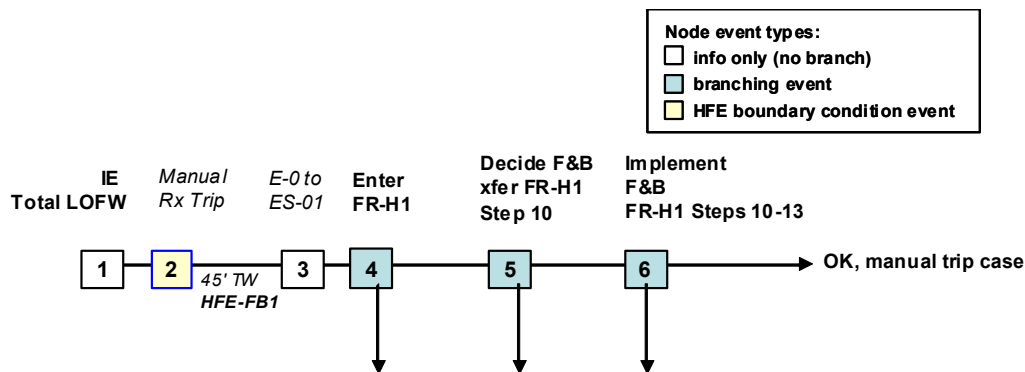 Node event types:
info only (no branch)
branching event
HFE boundary condition event
IE
Total LOFW
Manual
Rx Trip
E-0 to
ES-01
Enter
FR-H1
Decide F&B
xfer FR-H1
Step 10
Implement
F&B
FR-H1 Steps 10-13
1
2
45' TW
HFE-FB1
3
4
5
6
OK, manual trip case